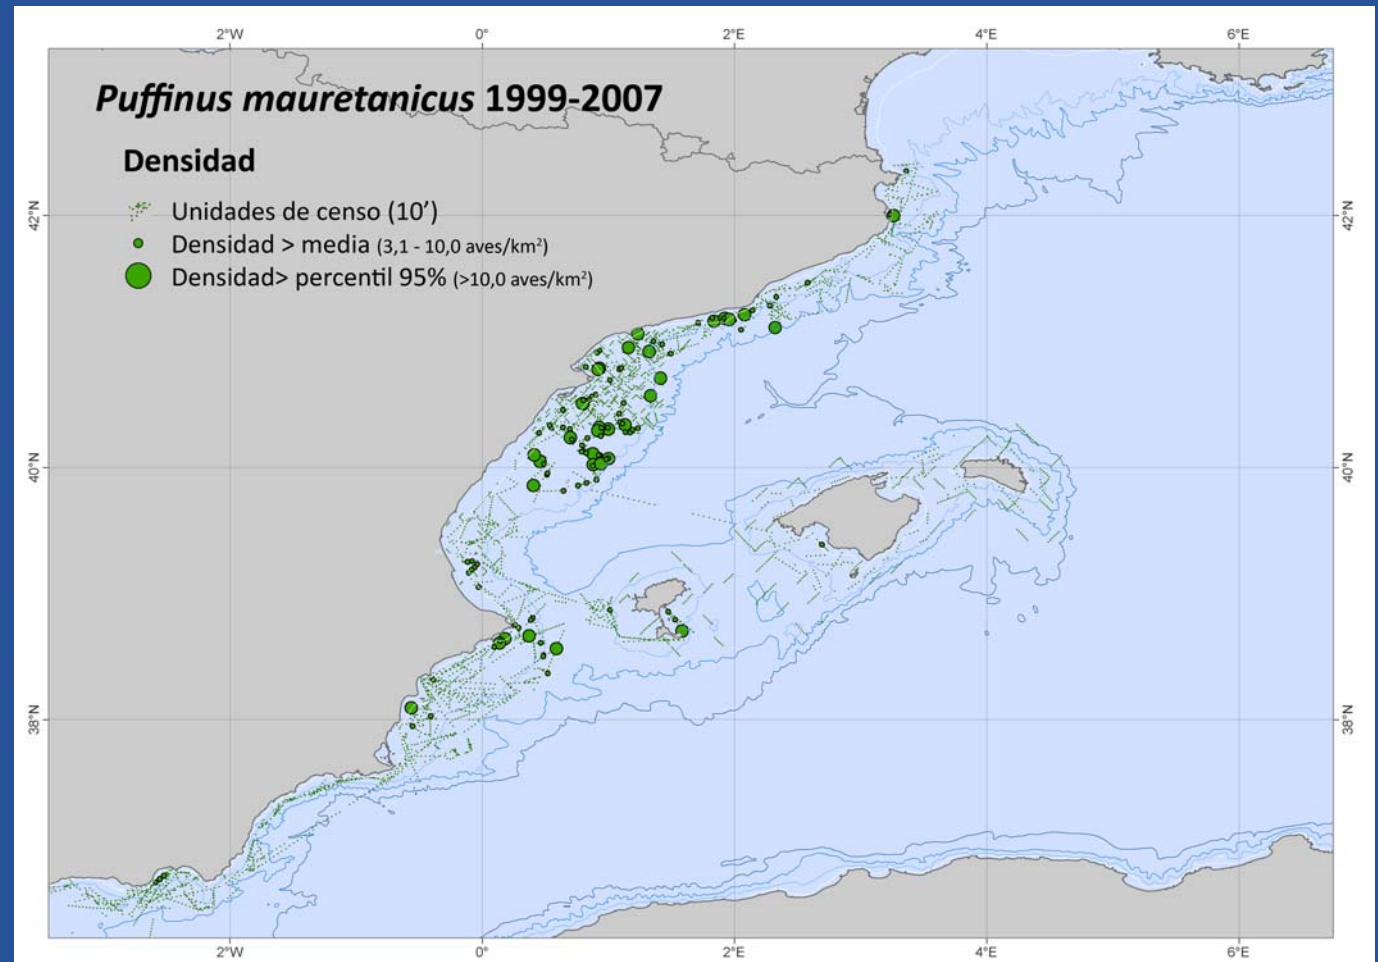 2°W 0° 2°E 4°E 6°E
Puffinus mauretanicus 1999-2007
Densidad
Unidades de censo (10’)
Densidad > media (3,1 - 10,0 aves/km²)
Densidad> percentil 95% (>10,0 aves/km²)
42°N 42°N
40°N 40°N
38°N 38°N
2°W 0° 2°E 4°E 6°E